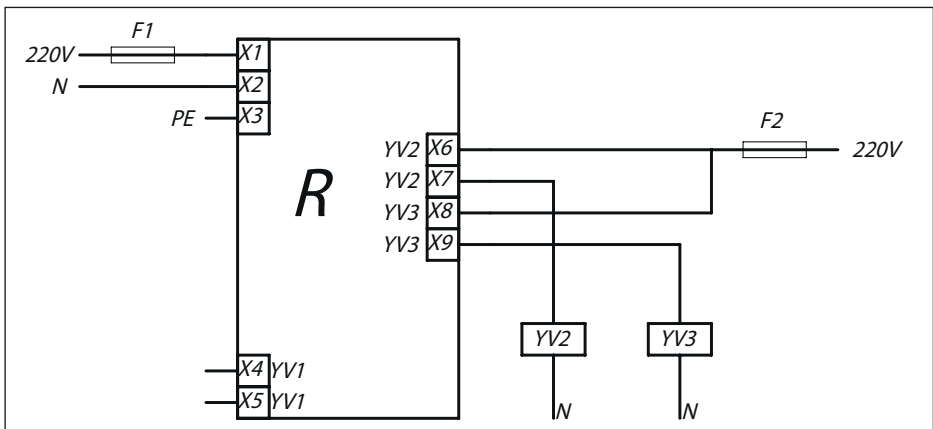 F1
220V X1
N X2
PE X3
F2
YV2 X6 220V
R YV2 X7
YV3 X8
YV3 X9
YV2 YV3
X4 YV1
X5 YV1
N N